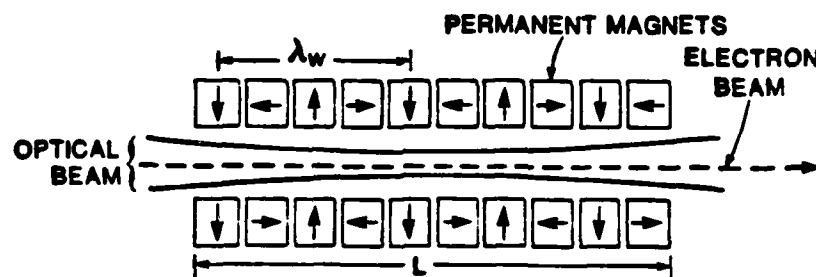 PERMANENT MAGNETS
λw
ELECTRON
BEAM
OPTICAL
BEAM
L